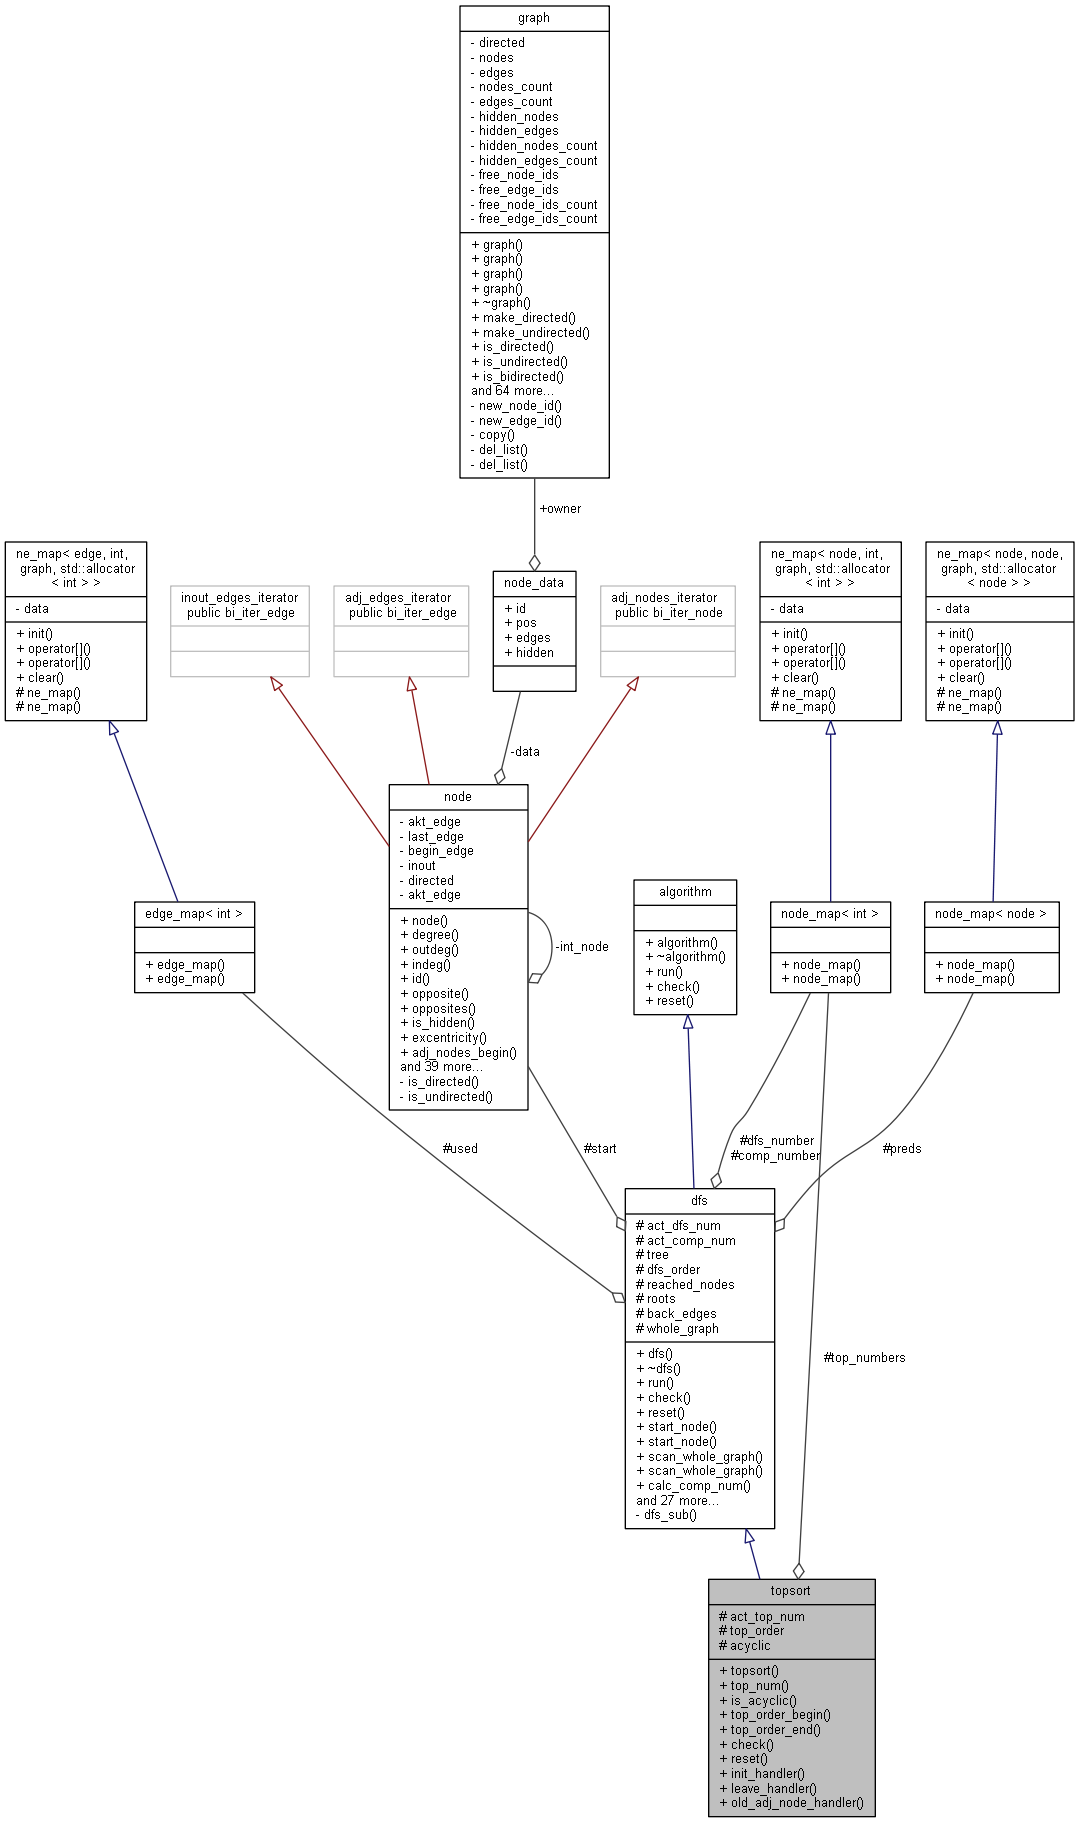 graph
- directed
- nodes
- edges
- nodes_count
- edges_count
- hidden_nodes
- hidden_edges
- hidden_nodes_count
- hidden_edges_count
- free_node_ids
- free_edge_ids
- free_node_ids_count
- free_edge_ids_count
+ graph()
+ graph()
+ graph()
+ graph()
+ ~graph()
+ make_directed()
+ make_undirected()
+ is_directed()
+ is_undirected()
+ is_bidirected()
and 64 more...
- new_node_id()
- new_edge_id()
- copy()
- del_list()
- del_list()
+owner
ne_map< edge, int,
graph, std::allocator
< int > >
- data
+ init()
+ operator[]()
+ operator[]()
+ clear()
# ne_map()
# ne_map()
inout_edges_iterator
public bi_iter_edge
adj_edges_iterator
public bi_iter_edge
node_data
+ id
+ pos
+ edges
+ hidden
adj_nodes_iterator
public bi_iter_node
ne_map< node, int,
graph, std::allocator
< int > >
- data
+ init()
+ operator[]()
+ operator[]()
+ clear()
# ne_map()
# ne_map()
ne_map< node, node,
graph, std::allocator
< node > >
- data
+ init()
+ operator[]()
+ operator[]()
+ clear()
# ne_map()
# ne_map()
-data
node
- akt_edge
- last_edge
- begin_edge
- inout
- directed
- akt_edge
+ node()
+ degree()
+ outdeg()
+ indeg()
+ id()
+ opposite()
+ opposites()
+ is_hidden()
+ excentricity()
+ adj_nodes_begin()
and 39 more...
- is_directed()
- is_undirected()
-int_node
edge_map< int >
+ edge_map()
+ edge_map()
algorithm
+ algorithm()
+ ~algorithm()
+ run()
+ check()
+ reset()
node_map< int >
+ node_map()
+ node_map()
node_map< node >
+ node_map()
+ node_map()
#used
#start
#dfs_number
#comp_number
#preds
dfs
# act_dfs_num
# act_comp_num
# tree
# dfs_order
# reached_nodes
# roots
# back_edges
# whole_graph
+ dfs()
+ ~dfs()
+ run()
+ check()
+ reset()
+ start_node()
+ start_node()
+ scan_whole_graph()
+ scan_whole_graph()
+ calc_comp_num()
and 27 more...
- dfs_sub()
#top_numbers
topsort
# act_top_num
# top_order
# acyclic
+ topsort()
+ top_num()
+ is_acyclic()
+ top_order_begin()
+ top_order_end()
+ check()
+ reset()
+ init_handler()
+ leave_handler()
+ old_adj_node_handler()